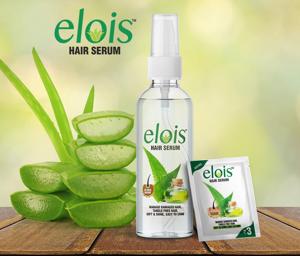 elois
HAIR SERUM
elois
HAIR SERUM
MANAGE DAMAGED HAIR,
TANGLE FREE HAIR,
SOFT & SHINE, EASY TO COMB
elois
HAIR SERUM
3